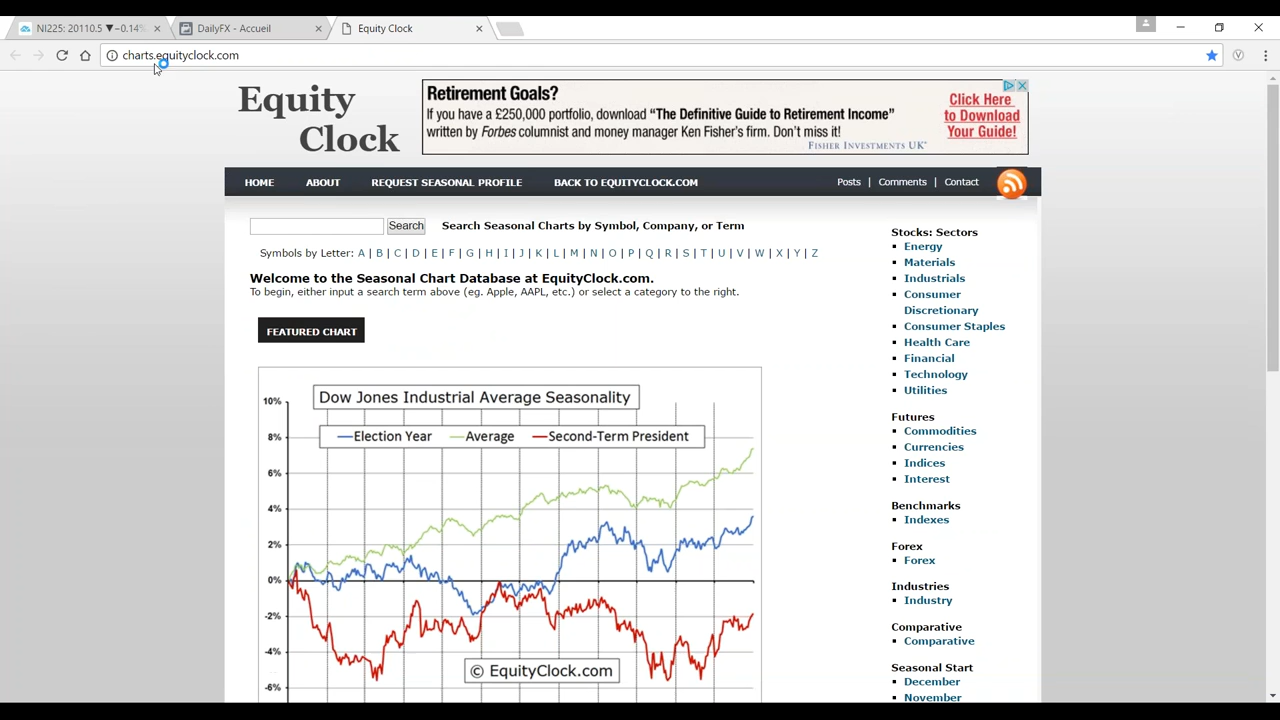 NI225: 20110.5 ▼−0.14%
DailyFX - Accueil
Equity Clock
charts.equityclock.com
Equity
Clock
Retirement Goals?
If you have a £250,000 portfolio, download “The Definitive Guide to Retirement Income”
written by Forbes columnist and money manager Ken Fisher’s firm. Don’t miss it!
FISHER INVESTMENTS UK®
Click Here
to Download
Your Guide!
HOME ABOUT REQUEST SEASONAL PROFILE BACK TO EQUITYCLOCK.COM Posts | Comments | Contact
Search Search Seasonal Charts by Symbol, Company, or Term
Symbols by Letter: A | B | C | D | E | F | G | H | I | J | K | L | M | N | O | P | Q | R | S | T | U | V | W | X | Y | Z
Welcome to the Seasonal Chart Database at EquityClock.com.
To begin, either input a search term above (eg. Apple, AAPL, etc.) or select a category to the right.
FEATURED CHART
Dow Jones Industrial Average Seasonality
Election Year Average Second-Term President
10%
8%
6%
4%
2%
0%
-2%
-4%
-6%
© EquityClock.com
Stocks: Sectors
Energy
Materials
Industrials
Consumer
Discretionary
Consumer Staples
Health Care
Financial
Technology
Utilities
Futures
Commodities
Currencies
Indices
Interest
Benchmarks
Indexes
Forex
Forex
Industries
Industry
Comparative
Comparative
Seasonal Start
December
November